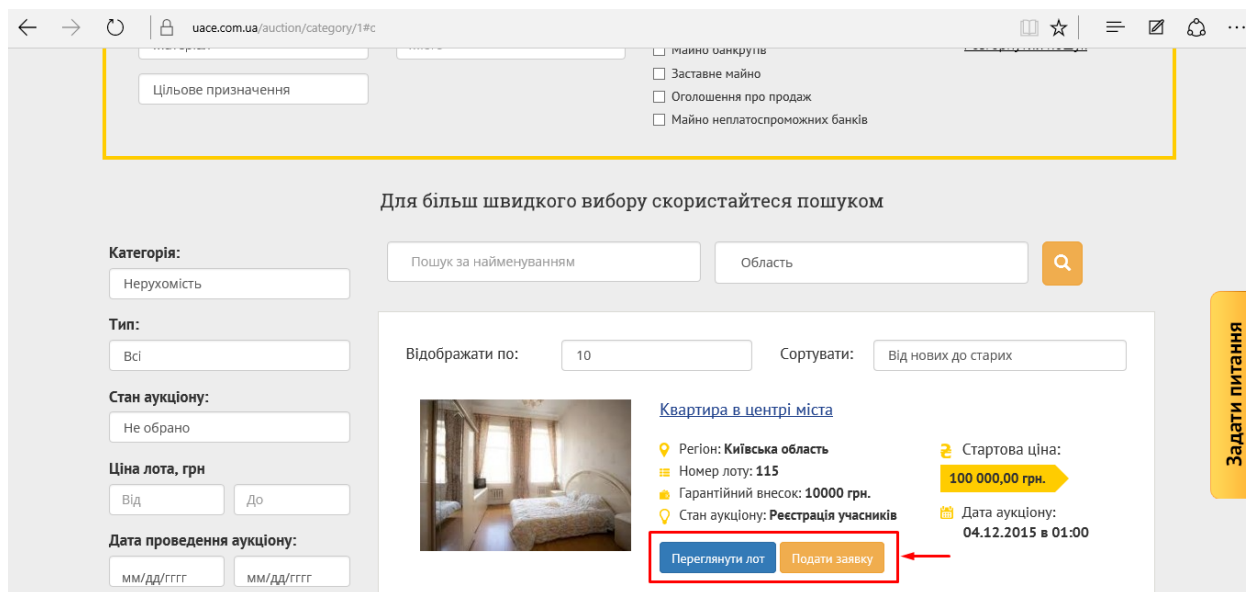 uace.com.ua/auction/category/1#c
Майно банкрутів
Цільове призначення
Заставне майно
Оголошення про продаж
Майно неплатоспроможних банків
Для більш швидкого вибору скористайтеся пошуком
Категорія:
Нерухомість
Пошук за найменуванням
Область
Тип:
Всі
Відображати по:
10
Сортувати:
Від нових до старих
Стан аукціону:
Не обрано
Ціна лота, грн
Від
До
Дата проведення аукціону:
мм/дд/гггг
мм/дд/гггг
Квартира в центрі міста
Регіон: Київська область
Номер лоту: 115
Гарантійний внесок: 10000 грн.
Стан аукціону: Реєстрація учасників
Стартова ціна:
100 000,00 грн.
Дата аукціону:
04.12.2015 в 01:00
Переглянути лот
Подати заявку
Задати питання